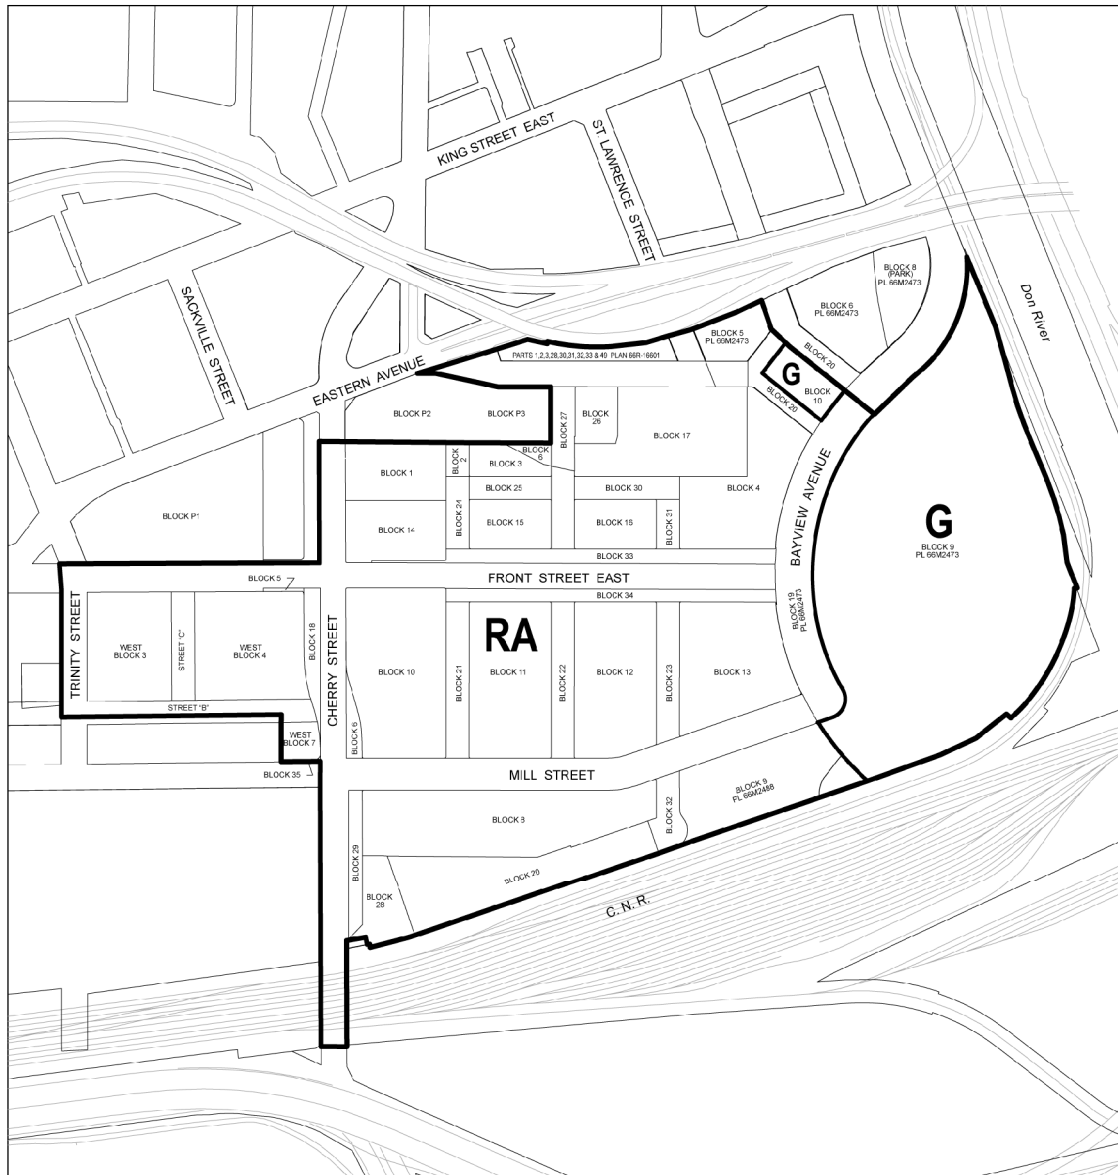 KING STREET EAST
ST. LAWRENCE STREET
SACKVILLE STREET
EASTERN AVENUE
Don River
BLOCK 8
(PARK)
PL 66M2473
BLOCK 6
PL 66M2473
BLOCK 5
PL 66M2473
BLOCK 20
PARTS 1,2,3,28,30,31,32,33 & 40 PLAN 66R-16601
G
BLOCK
10
BLOCK 20
BLOCK P2
BLOCK P3
BLOCK 27
BLOCK
26
BLOCK 17
BLOCK 1
BLOCK
2
BLOCK 3
BLOCK
6
BLOCK 25
BLOCK 30
BLOCK 4
BLOCK P1
BLOCK 14
BLOCK 24
BLOCK 15
BLOCK 16
BLOCK 31
BAYVIEW AVENUE
G
BLOCK 9
PL 66M2473
BLOCK 33
BLOCK 5
FRONT STREET EAST
BLOCK 34
BLOCK 19
PL 66M2473
TRINITY STREET
WEST
BLOCK 3
STREET "C"
WEST
BLOCK 4
BLOCK 18
CHERRY STREET
RA
BLOCK 10
BLOCK 21
BLOCK 11
BLOCK 22
BLOCK 12
BLOCK 23
BLOCK 13
STREET "B"
WEST
BLOCK 7
BLOCK 6
BLOCK 35
MILL STREET
BLOCK 9
PL 66M2488
BLOCK 8
BLOCK 32
BLOCK 29
BLOCK 20
BLOCK
28
C. N. R.